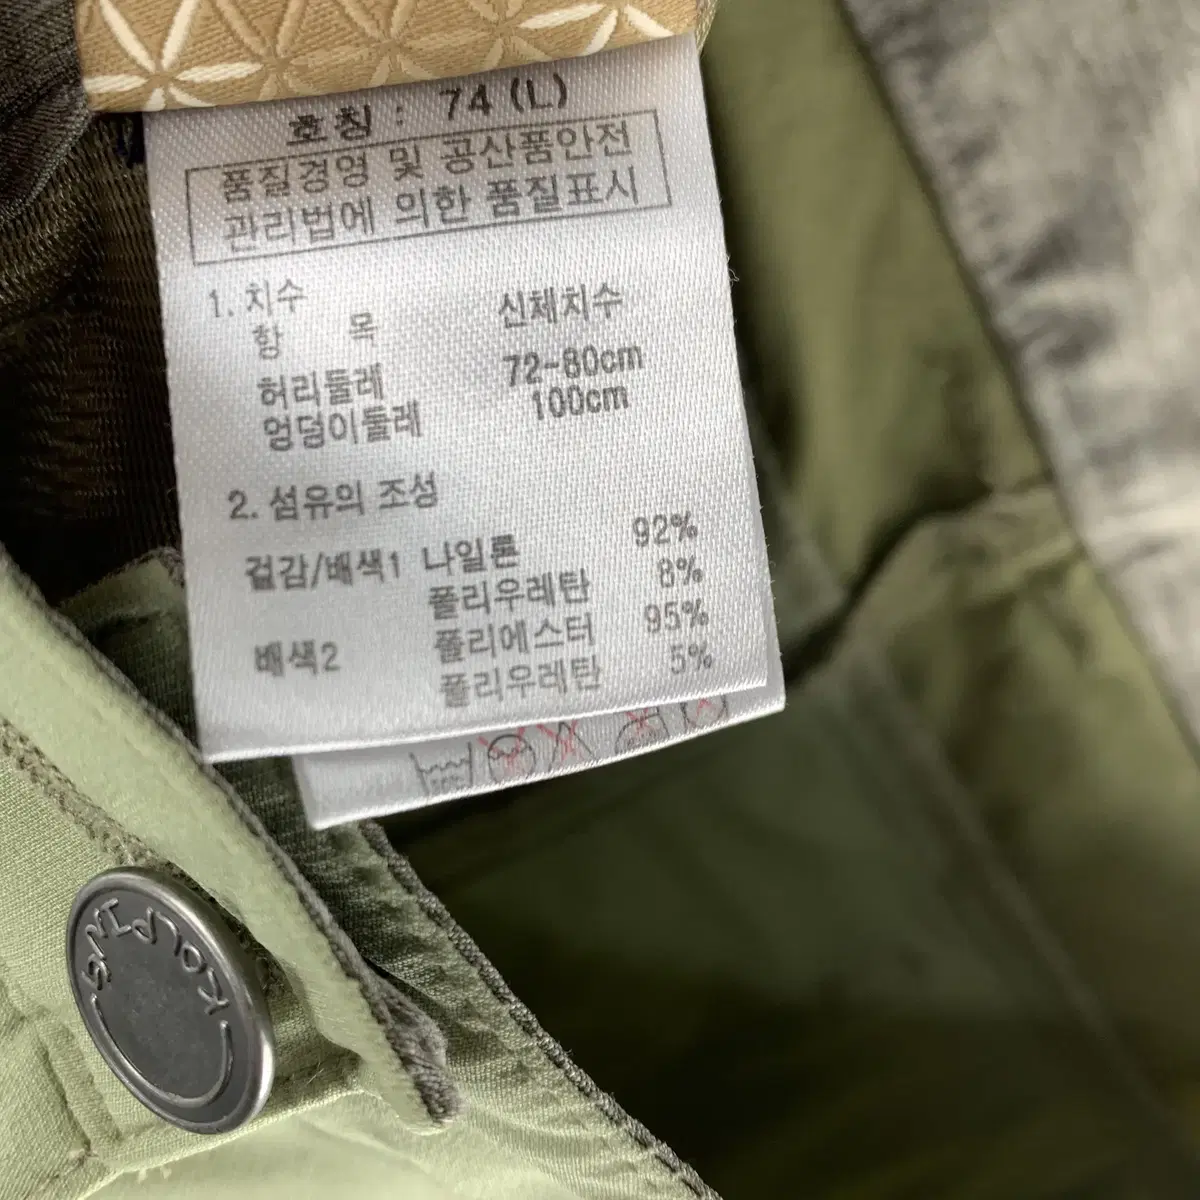 호칭 : 74 (L)
품질경영 및 공산품안전
관리법에 의한 품질표시
1. 치수
항 목 신체치수
허리둘레 72-80cm
엉덩이둘레 100cm
2. 섬유의 조성
겉감/배색1 나일론 92%
폴리우레탄 8%
배색2 폴리에스터 95%
폴리우레탄 5%
KOLPING